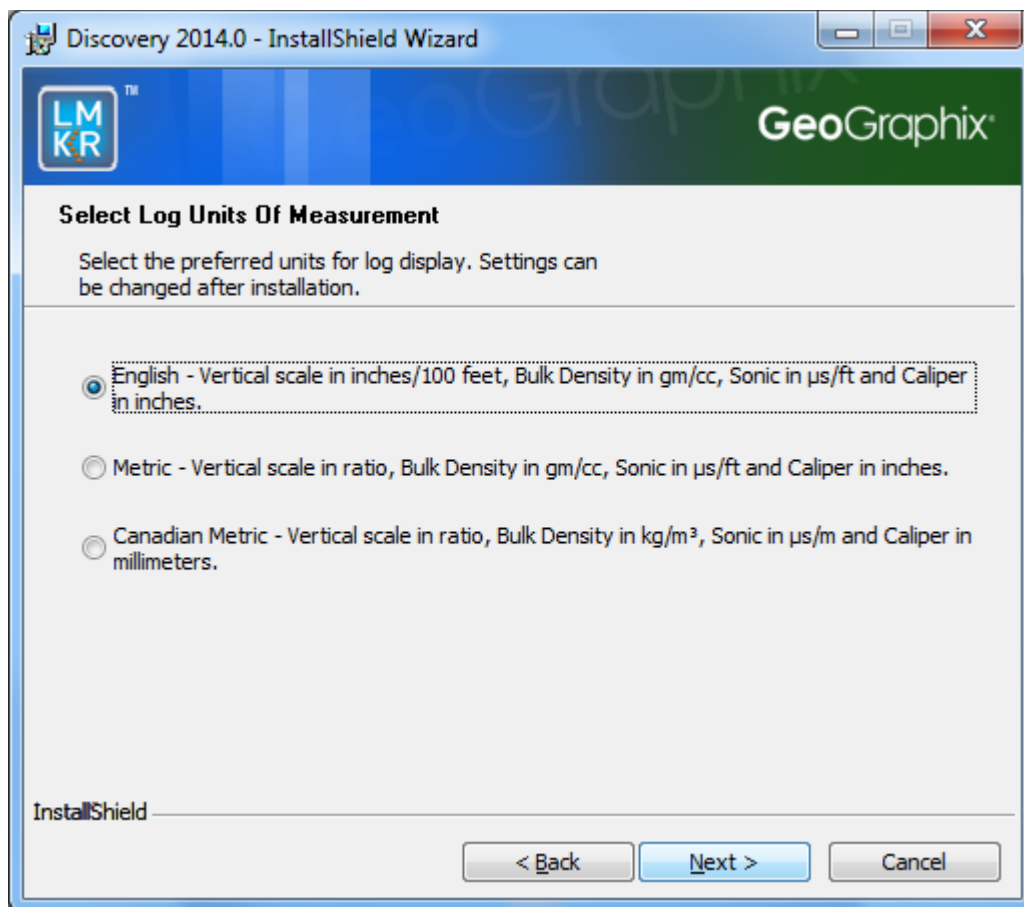 Discovery 2014.0 - InstallShield Wizard
LM
KR
TM
GeoGraphix
GeoGraphix®
Select Log Units Of Measurement
Select the preferred units for log display. Settings can
be changed after installation.
English - Vertical scale in inches/100 feet, Bulk Density in gm/cc, Sonic in µs/ft and Caliper
in inches.
Metric - Vertical scale in ratio, Bulk Density in gm/cc, Sonic in µs/ft and Caliper in inches.
Canadian Metric - Vertical scale in ratio, Bulk Density in kg/m³, Sonic in µs/m and Caliper in
millimeters.
InstallShield
< Back
Next >
Cancel